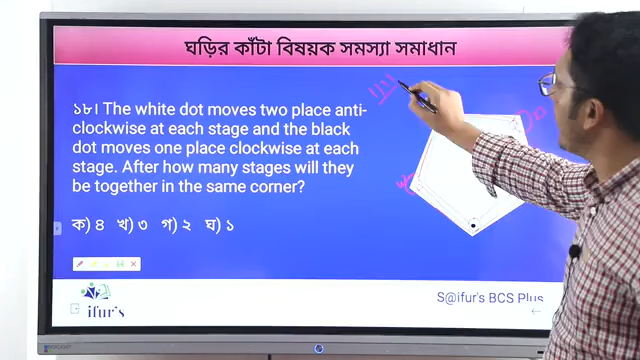 ঘড়ির কাঁটা বিষয়ক সমস্যা সমাধান
১৮। The white dot moves two place anti-
clockwise at each stage and the black
dot moves one place clockwise at each
stage. After how many stages will they
be together in the same corner?
ক) ৪ খ) ৩ গ) ২ ঘ) ১
ifur's
S@ifur's BCS Plus